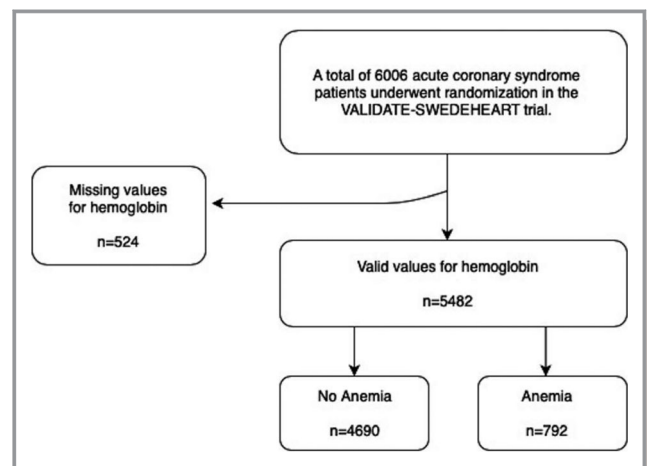 A total of 6006 acute coronary syndrome
patients underwent randomization in the
VALIDATE-SWEDEHEART trial.
Missing values
for hemoglobin
n=524
Valid values for hemoglobin
n=5482
No Anemia
n=4690
Anemia
n=792